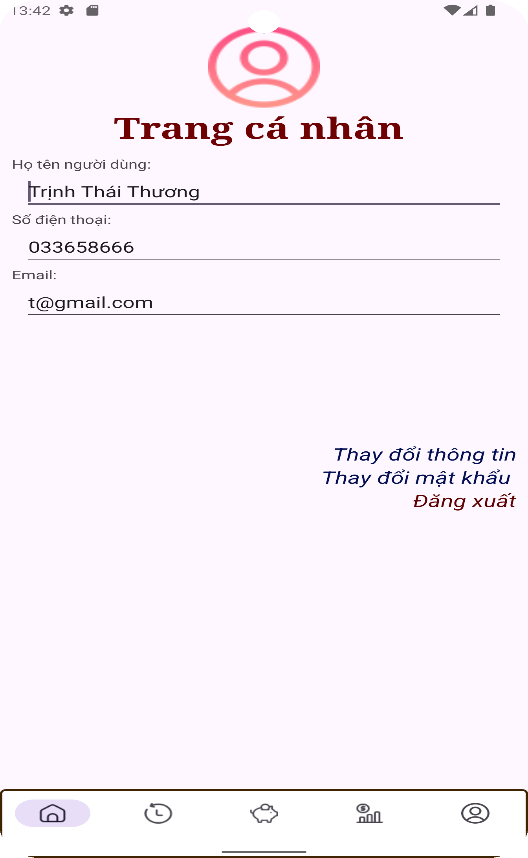 13:42
Trang cá nhân
Họ tên người dùng:
Trịnh Thái Thương
Số điện thoại:
033658666
Email:
t@gmail.com
Thay đổi thông tin
Thay đổi mật khẩu
Đăng xuất